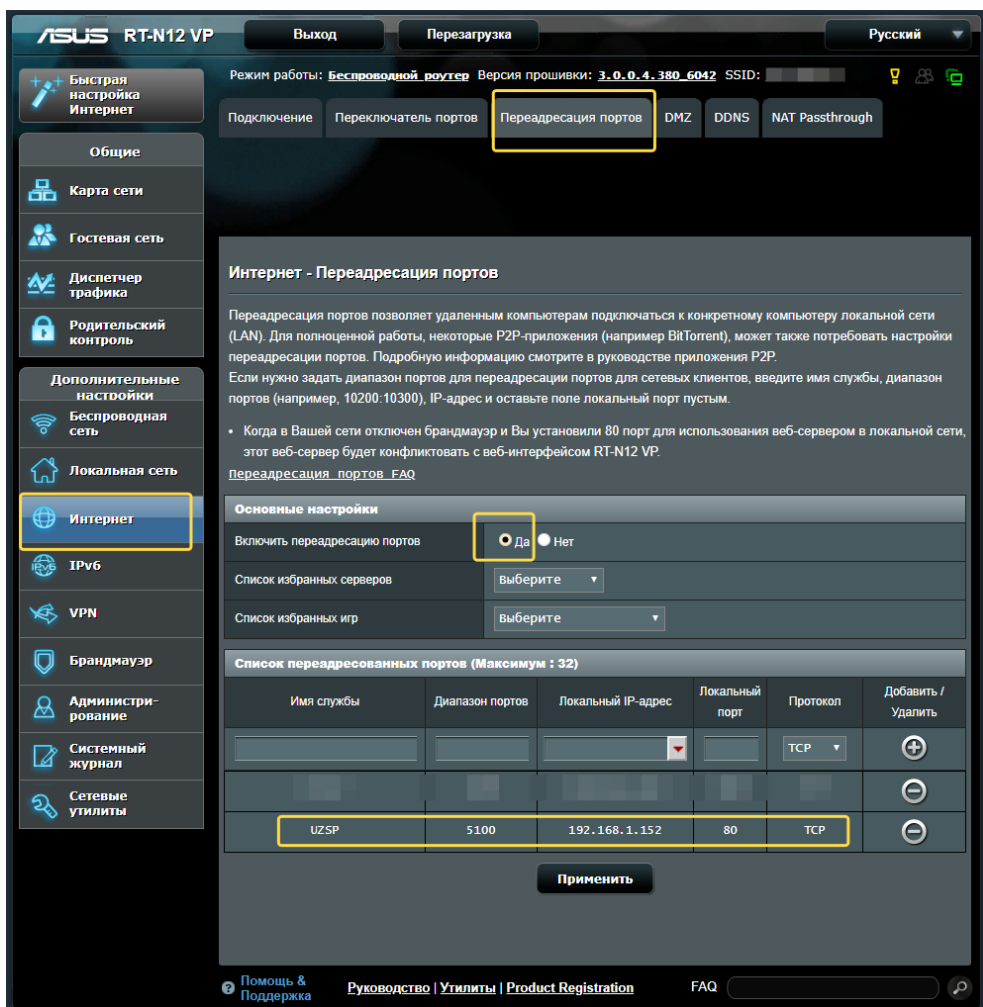 ASUS RT-N12 VP Выход Перезагрузка Русский
Режим работы: Беспроводной роутер Версия прошивки: 3.0.0.4.380_6042 SSID:
Быстрая
настройка
Интернет
Подключение Переключатель портов Переадресация портов DMZ DDNS NAT Passthrough
Общие
Карта сети
Гостевая сеть
Диспетчер
трафика
Родительский
контроль
Дополнительные
настройки
Беспроводная
сеть
Локальная сеть
Интернет
IPv6
VPN
Брандмауэр
Администри-
рование
Системный
журнал
Сетевые
утилиты
Интернет - Переадресация портов
Переадресация портов позволяет удаленным компьютерам подключаться к конкретному компьютеру локальной сети
(LAN). Для полноценной работы, некоторые P2P-приложения (например BitTorrent), может также потребовать настройки
переадресации портов. Подробную информацию смотрите в руководстве приложения P2P.
Если нужно задать диапазон портов для переадресации портов для сетевых клиентов, введите имя службы, диапазон
портов (например, 10200:10300), IP-адрес и оставьте поле локальный порт пустым.
• Когда в Вашей сети отключен брандмауэр и Вы установили 80 порт для использования веб-сервером в локальной сети,
этот веб-сервер будет конфликтовать с веб-интерфейсом RT-N12 VP.
Переадресация портов FAQ
Основные настройки
Включить переадресацию портов Да Нет
Список избранных серверов Выберите
Список избранных игр Выберите
Список переадресованных портов (Максимум : 32)
Имя службы Диапазон портов Локальный IP-адрес Локальный порт Протокол Добавить / Удалить
TCP
UZSP 5100 192.168.1.152 80 TCP
Применить
Помощь &
Поддержка
Руководство | Утилиты | Product Registration FAQ